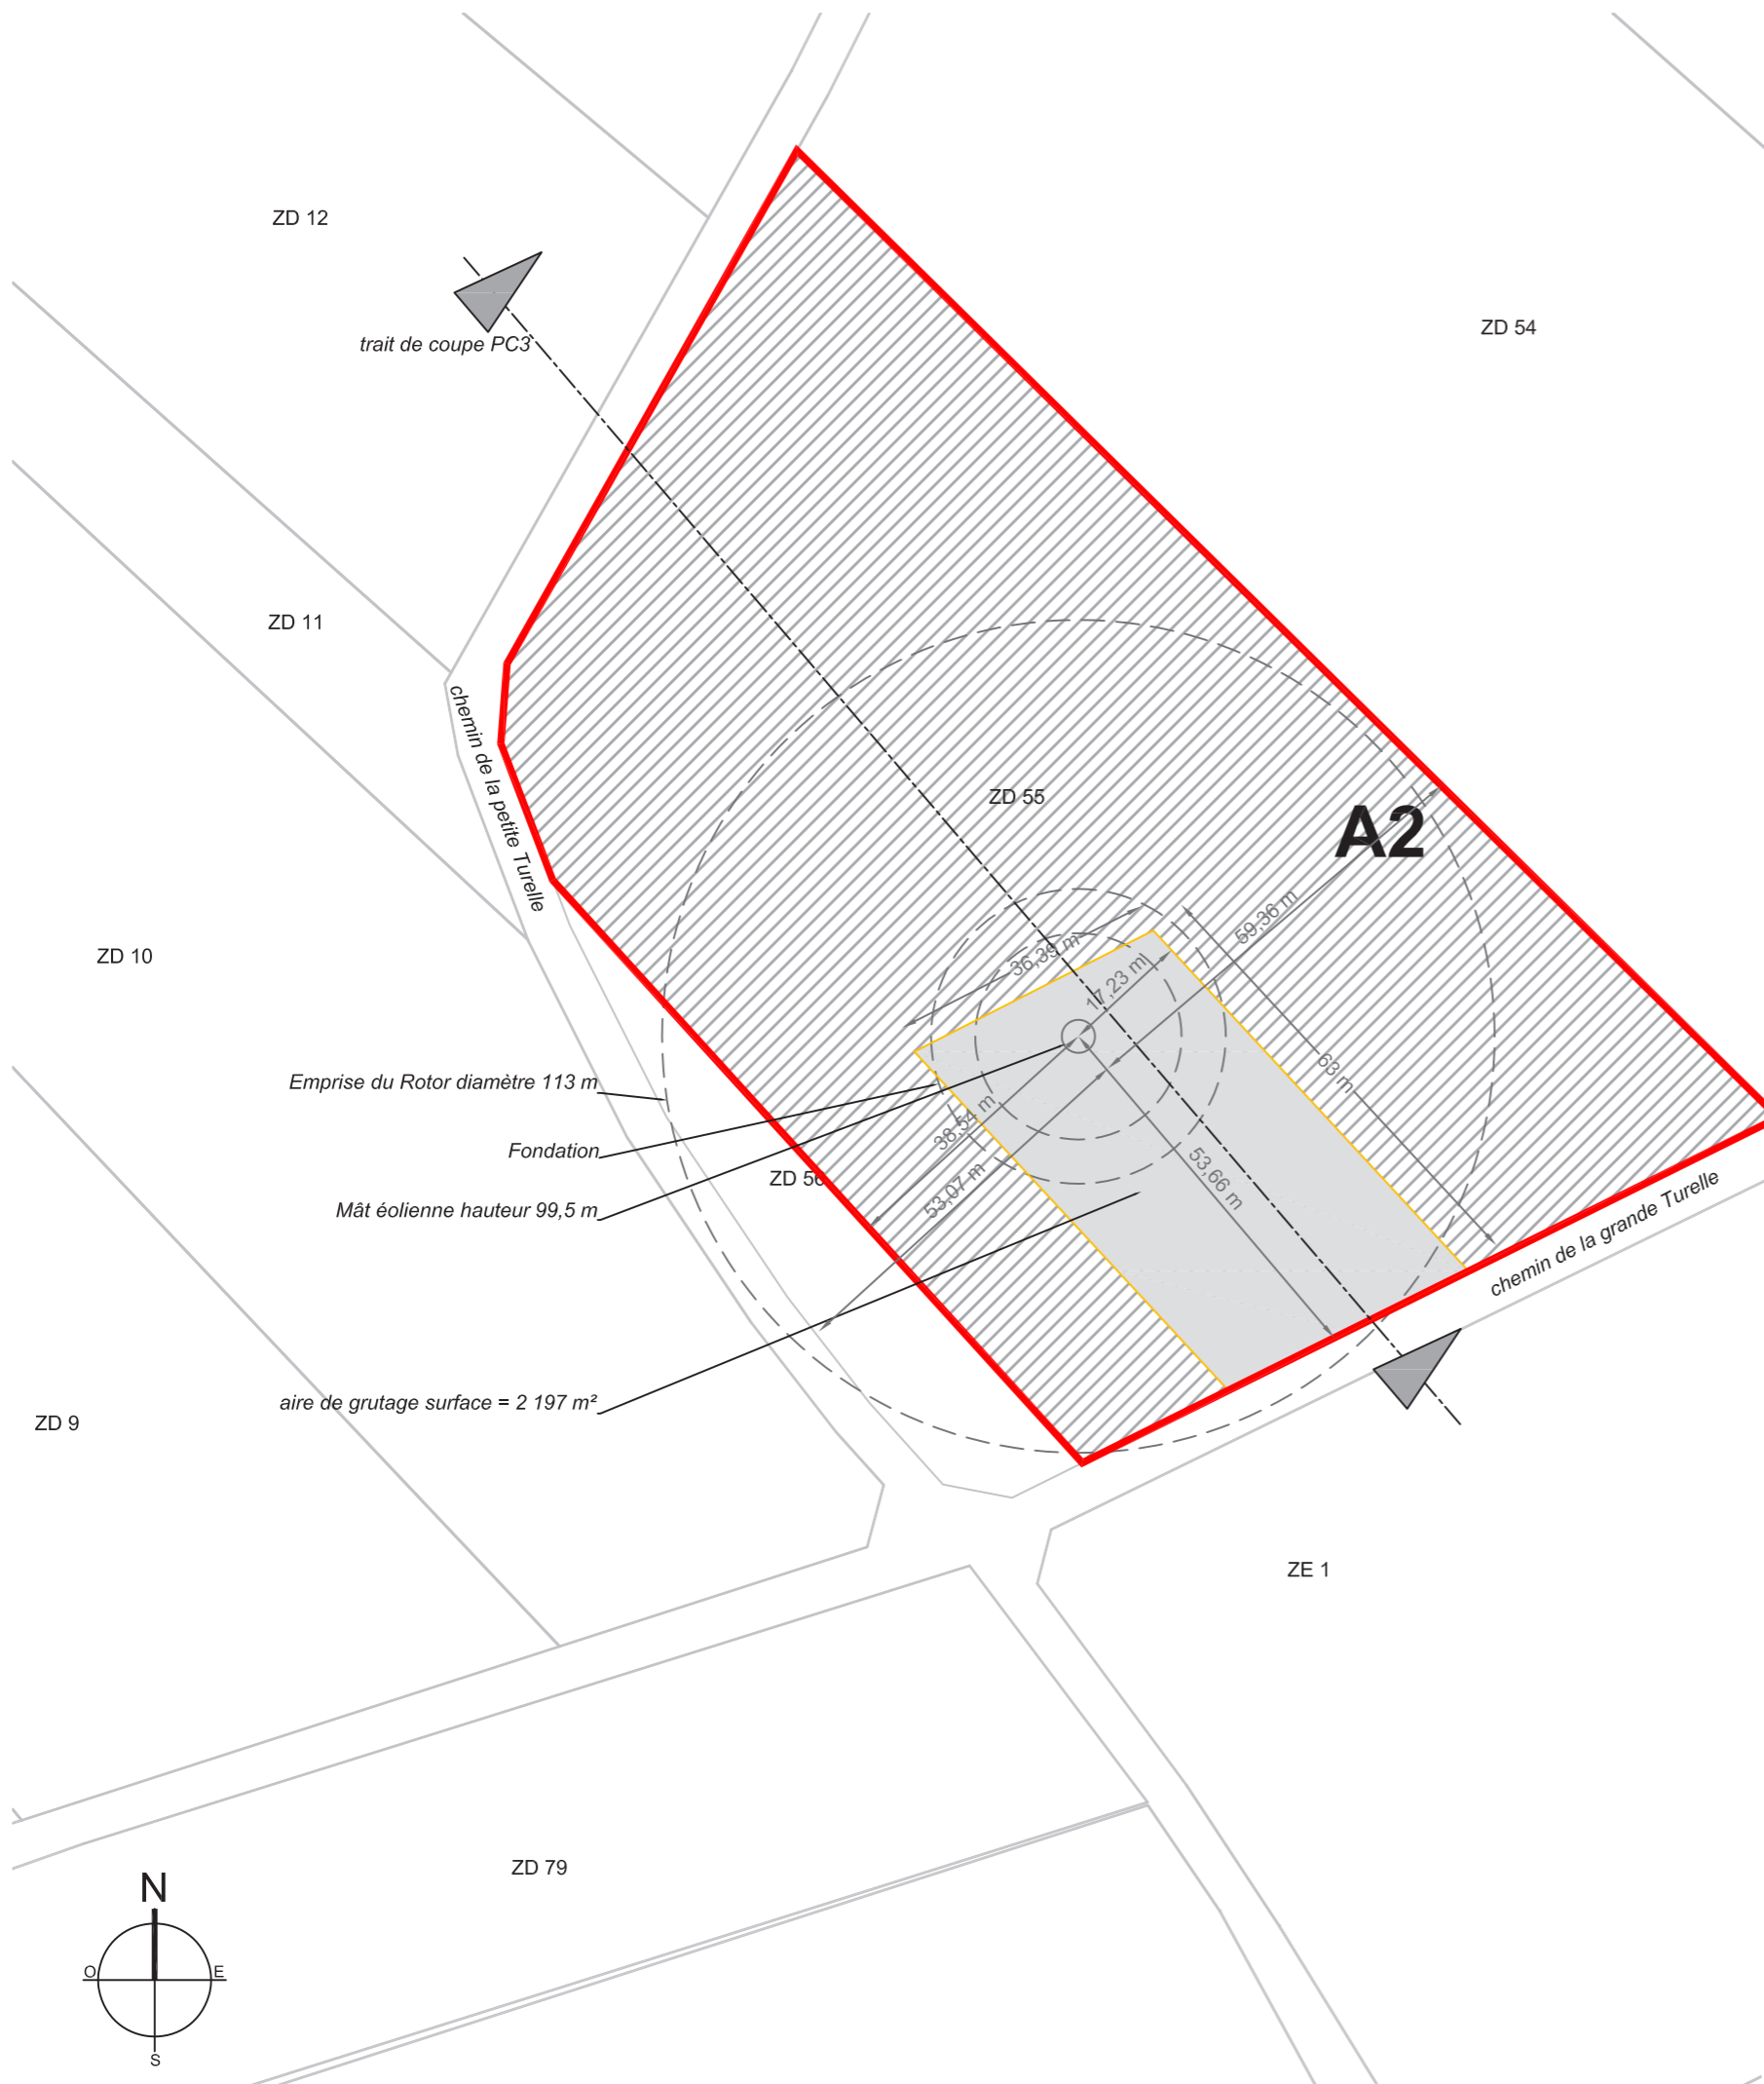 ZD 12
trait de coupe PC3
ZD 54
ZD 11
chemin de la petite Turelle
ZD 55
A2
59,36 m
36,39 m
17,23 m
63 m
ZD 10
Emprise du Rotor diamètre 113 m
38,54 m
Fondation
ZD 56
53,07 m
53,66 m
Mât éolienne hauteur 99,5 m
chemin de la grande Turelle
aire de grutage surface = 2 197 m²
ZD 9
ZE 1
ZD 79
N
O
E
S